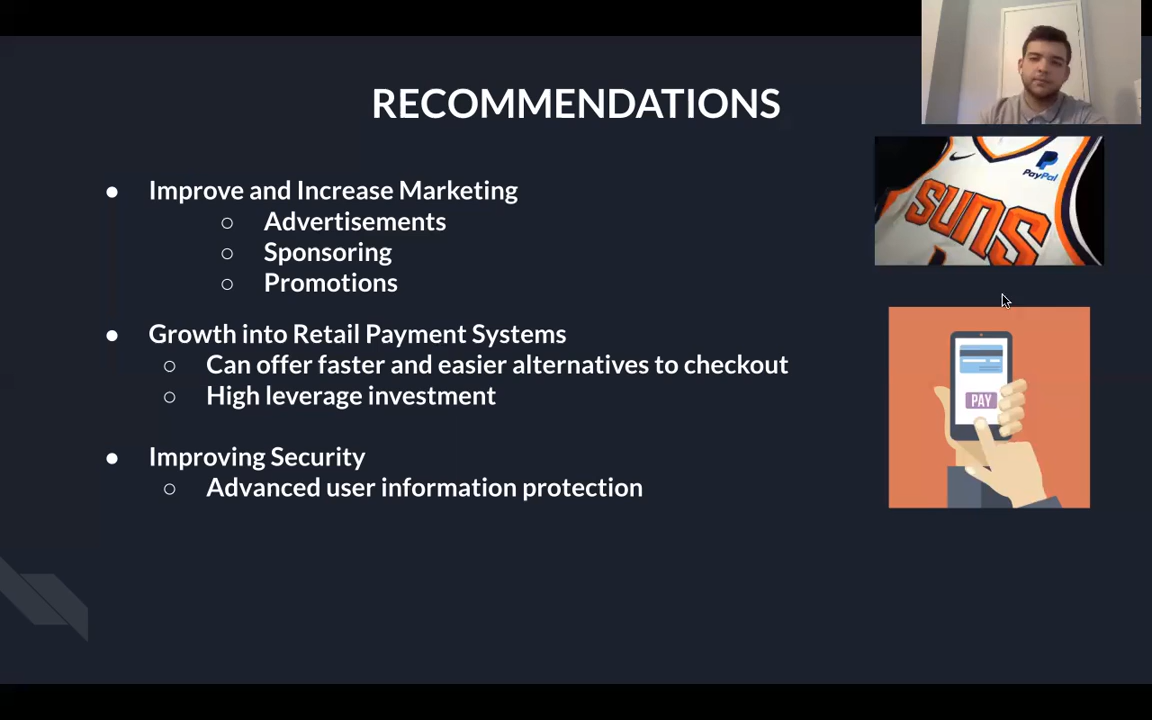 RECOMMENDATIONS
● Improve and Increase Marketing
○ Advertisements
○ Sponsoring
○ Promotions
● Growth into Retail Payment Systems
○ Can offer faster and easier alternatives to checkout
○ High leverage investment
● Improving Security
○ Advanced user information protection
PayPal
SUNS
PAY